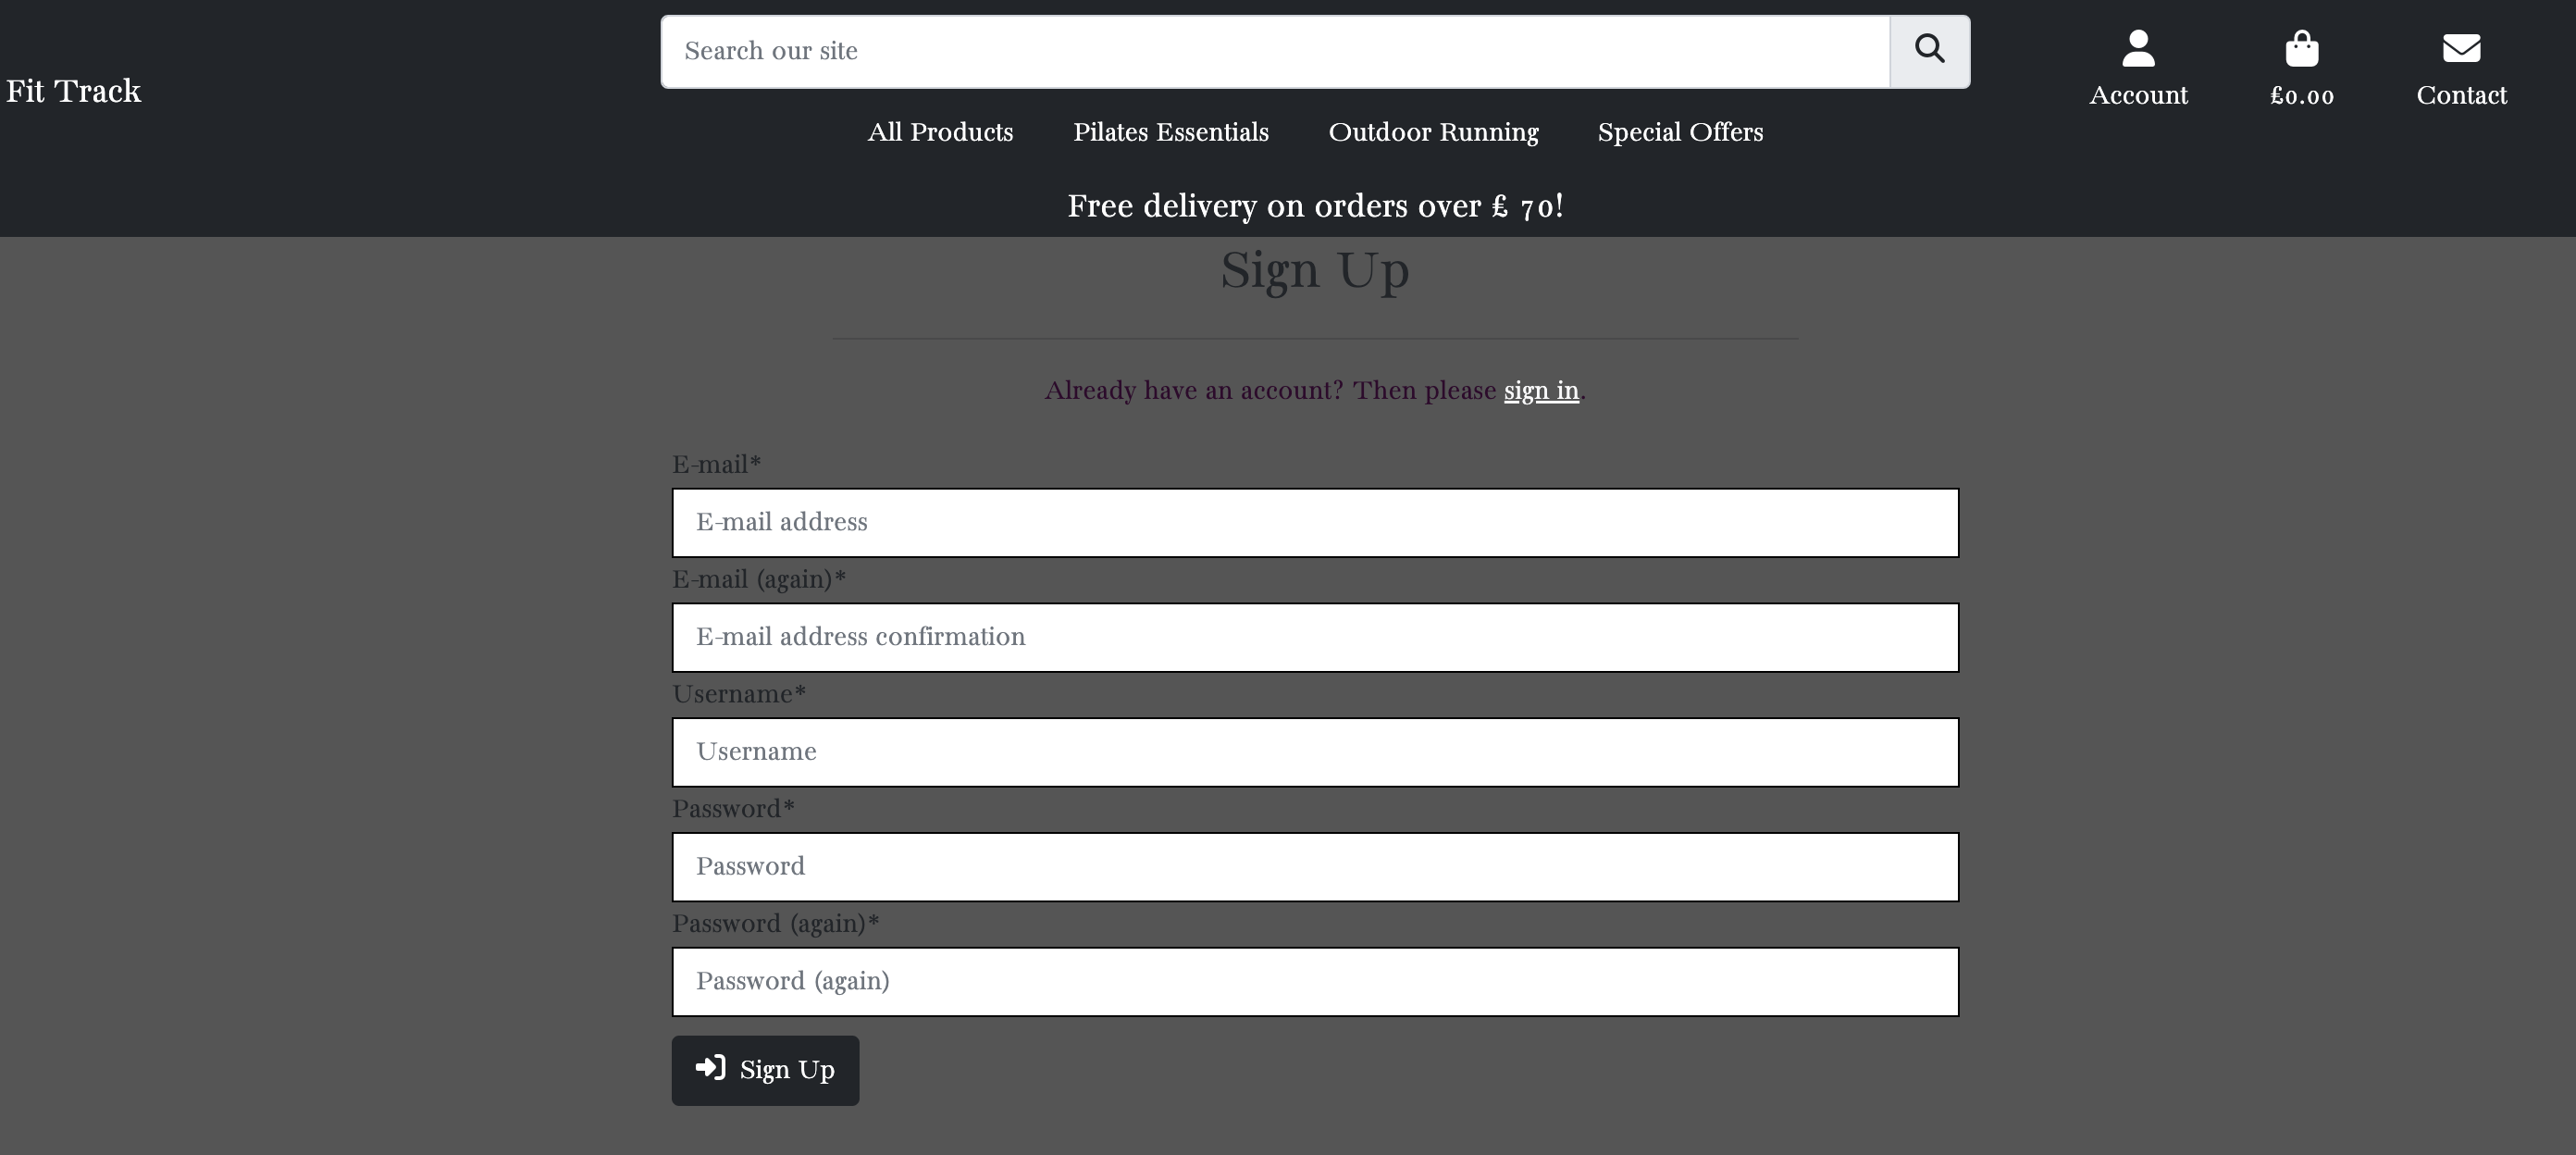 Search our site
Fit Track
Account
£0.00
Contact
All Products
Pilates Essentials
Outdoor Running
Special Offers
Free delivery on orders over £ 70!
Sign Up
Already have an account? Then please sign in.
E-mail*
E-mail address
E-mail (again)*
E-mail address confirmation
Username*
Username
Password*
Password
Password (again)*
Password (again)
Sign Up